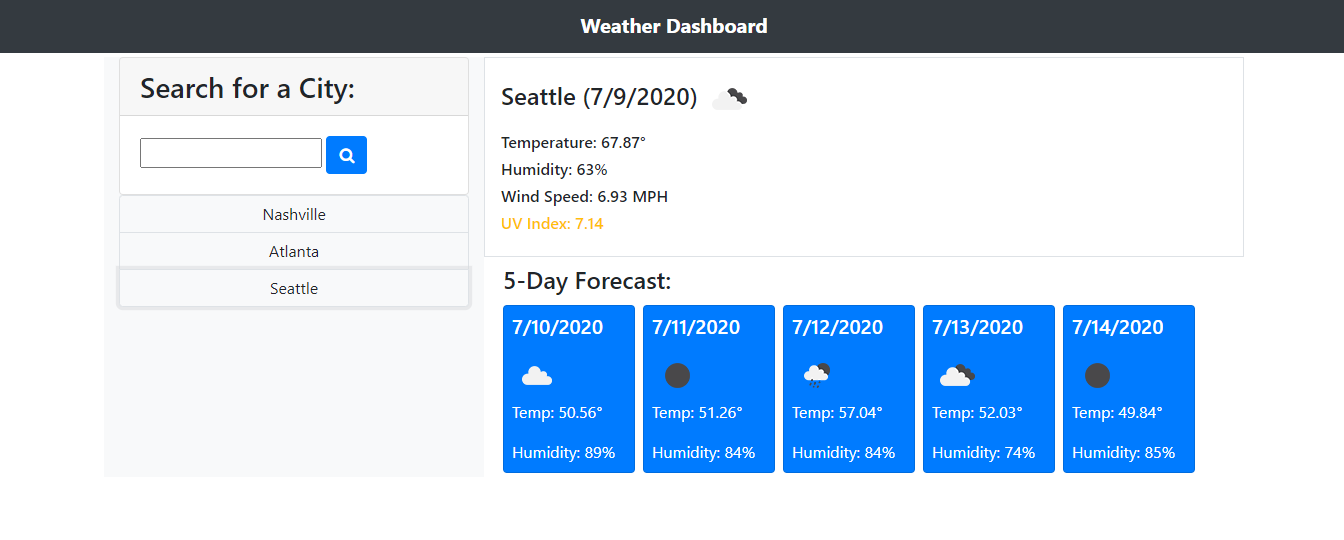 Weather Dashboard
Search for a City:
Nashville
Atlanta
Seattle
Seattle (7/9/2020)
Temperature: 67.87°
Humidity: 63%
Wind Speed: 6.93 MPH
UV Index: 7.14
5-Day Forecast:
7/10/2020
Temp: 50.56°
Humidity: 89%
7/11/2020
Temp: 51.26°
Humidity: 84%
7/12/2020
Temp: 57.04°
Humidity: 84%
7/13/2020
Temp: 52.03°
Humidity: 74%
7/14/2020
Temp: 49.84°
Humidity: 85%